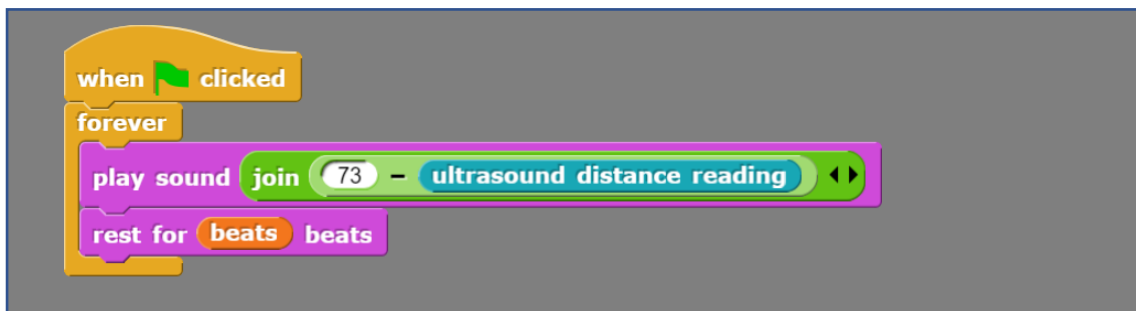 when clicked
forever
play sound join 73 - ultrasound distance reading
rest for beats beats